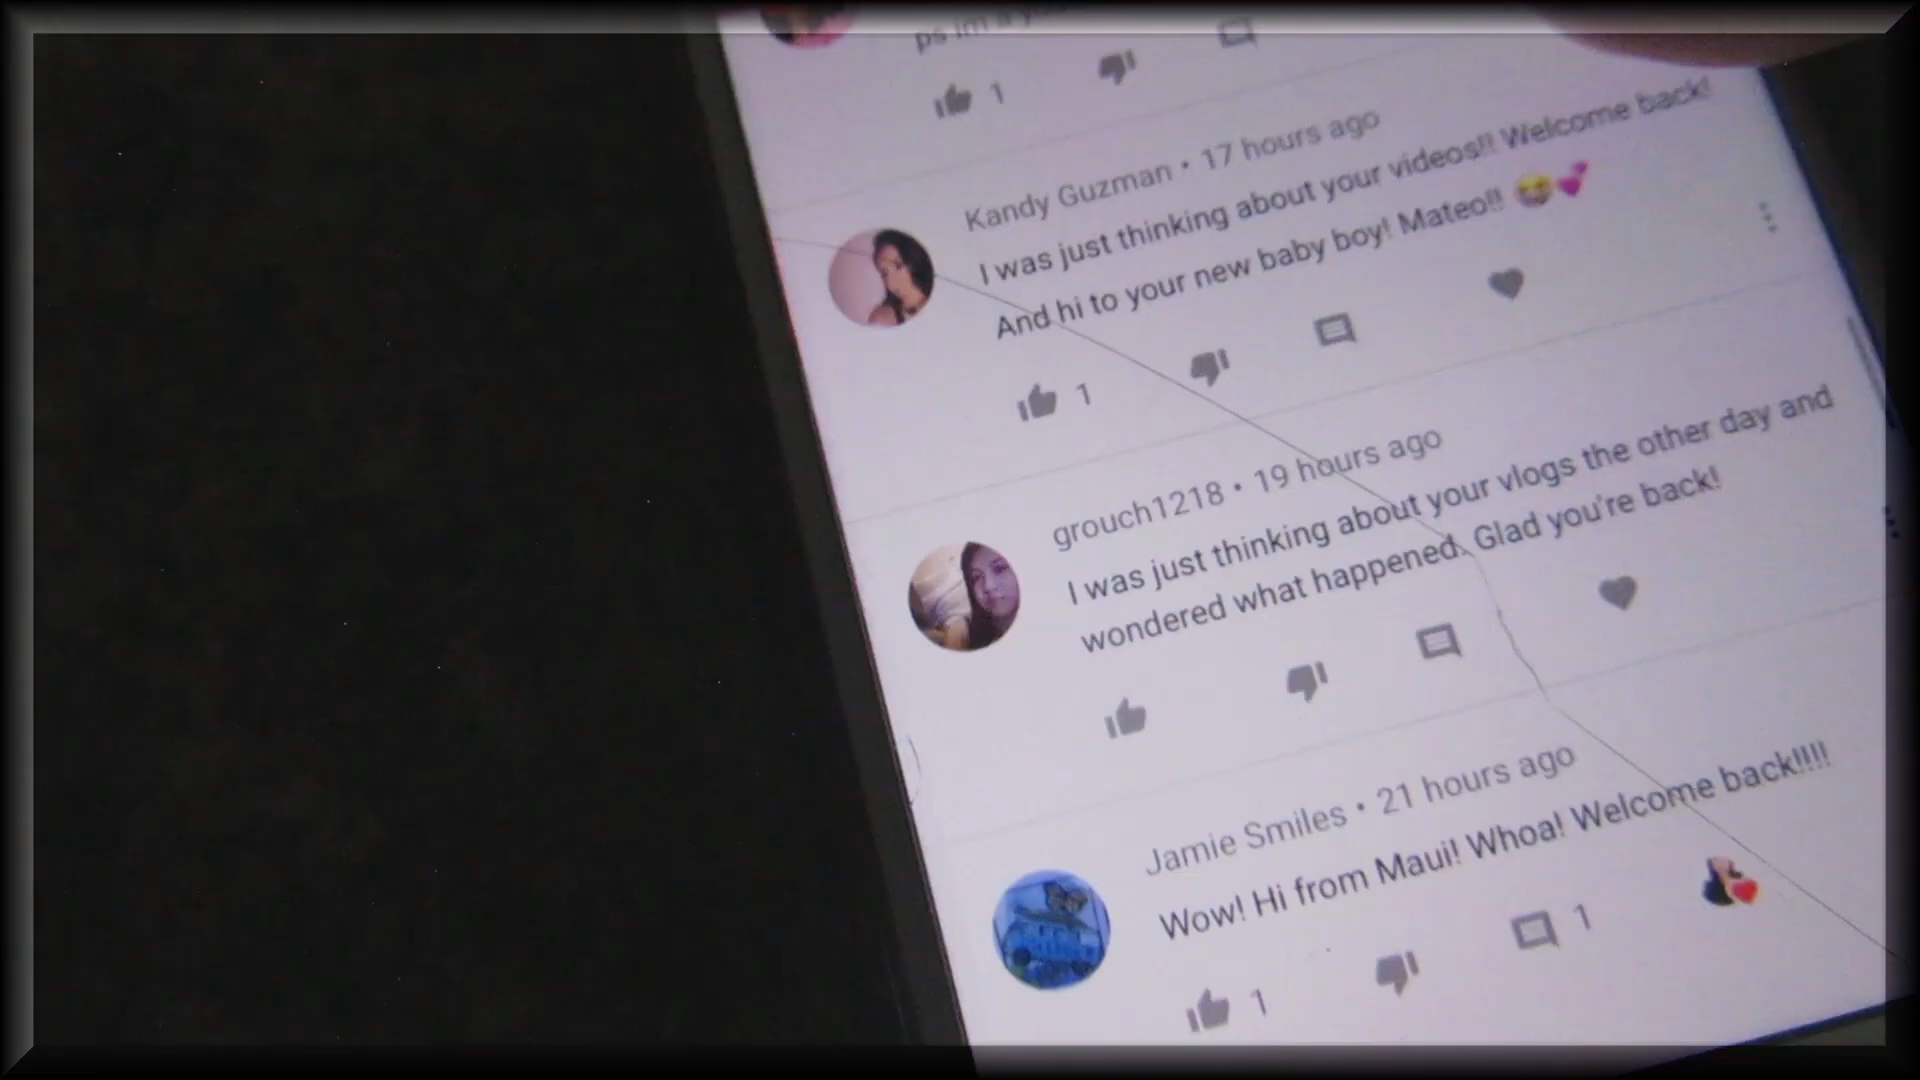 ps im a
1
Kandy Guzman • 17 hours ago
I was just thinking about your videos!! Welcome back!
And hi to your new baby boy! Mateo!! 😂💕
1
grouch1218 • 19 hours ago
I was just thinking about your vlogs the other day and
wondered what happened. Glad you're back!
Jamie Smiles • 21 hours ago
Wow! Hi from Maui! Whoa! Welcome back!!!!
1
1